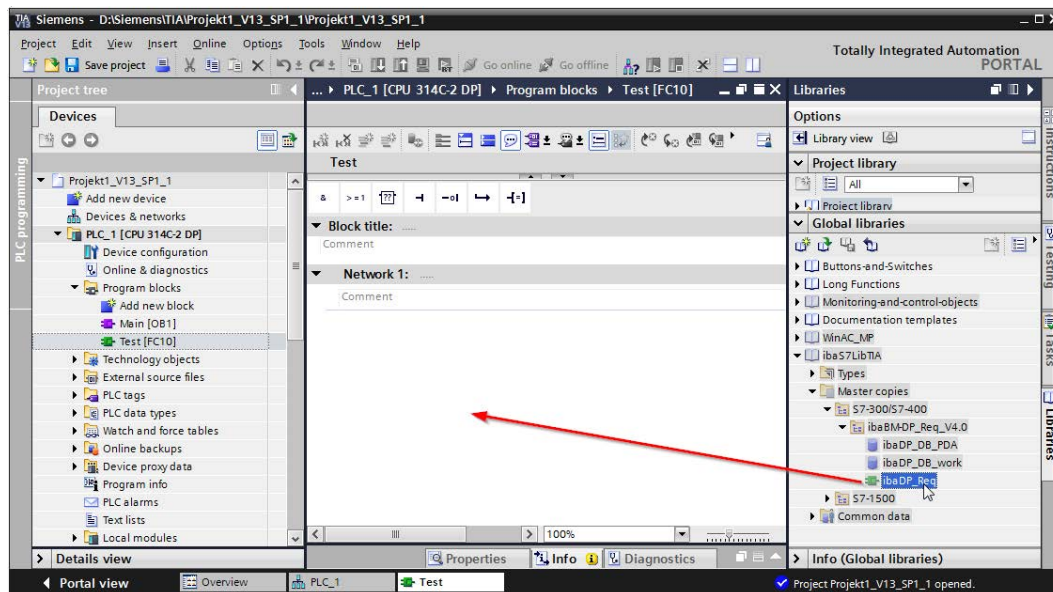 Siemens - D:\Siemens\TIA\Projekt1_V13_SP1_1\Projekt1_V13_SP1_1
Project Edit View Insert Online Options Tools Window Help
Totally Integrated Automation
PORTAL
Save project
Go online
Go offline
Project tree
... PLC_1 [CPU 314C-2 DP] Program blocks Test [FC10]
Libraries
Devices
Options
Library view
Test
Project library
All
Project library
PLC programming
Projekt1_V13_SP1_1
Add new device
Devices & networks
PLC_1 [CPU 314C-2 DP]
Device configuration
Online & diagnostics
Program blocks
Add new block
Main [OB1]
Test [FC10]
Technology objects
External source files
PLC tags
PLC data types
Watch and force tables
Online backups
Device proxy data
Program info
PLC alarms
Text lists
Local modules
& >=1 ?? -| -o| -[=]
Block title: .....
Comment
Network 1: .....
Comment
100%
Global libraries
Buttons-and-Switches
Long Functions
Monitoring-and-control-objects
Documentation templates
WinAC_MP
ibaS7LibTIA
Types
Master copies
S7-300/S7-400
ibaBM-DP_Req_V4.0
ibaDP_DB_PDA
ibaDP_DB_work
ibaDP_Req
S7-1500
Common data
Instructions
Testing
Tasks
Libraries
Details view
Properties
Info
Diagnostics
Info (Global libraries)
Portal view
Overview
PLC_1
Test
Project Projekt1_V13_SP1_1 opened.